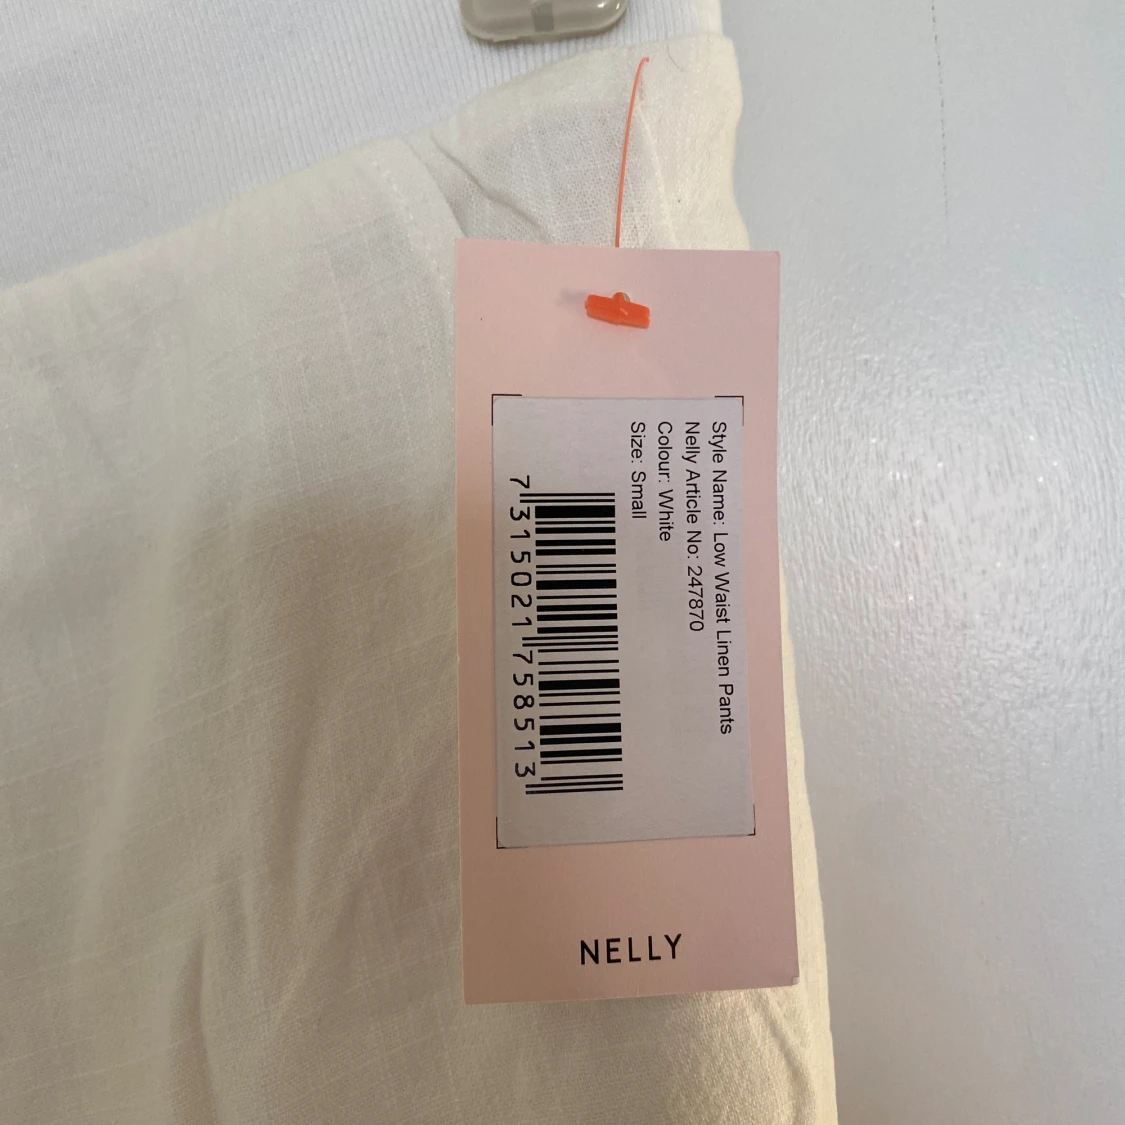 Style Name: Low Waist Linen Pants
Nelly Article No: 247870
Colour: White
Size: Small
7 315021 758513
NELLY